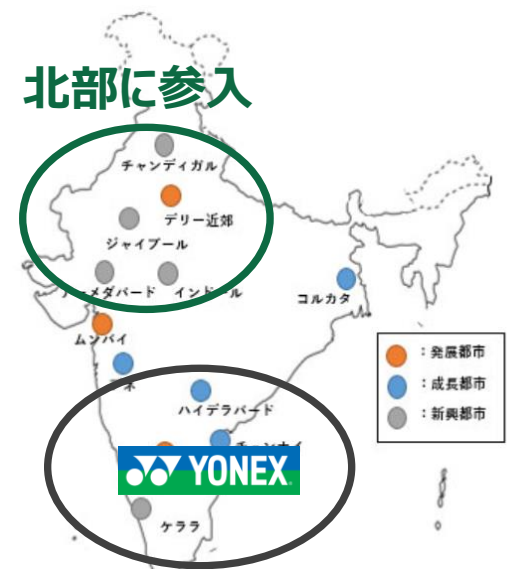 北部に参入
チャンディガル
デリー近郊
ジャイプール
インドール
コルカタ
ムンバイ
ハイデラバード
YONEX
ケララ
：発展都市
：成長都市
：新興都市